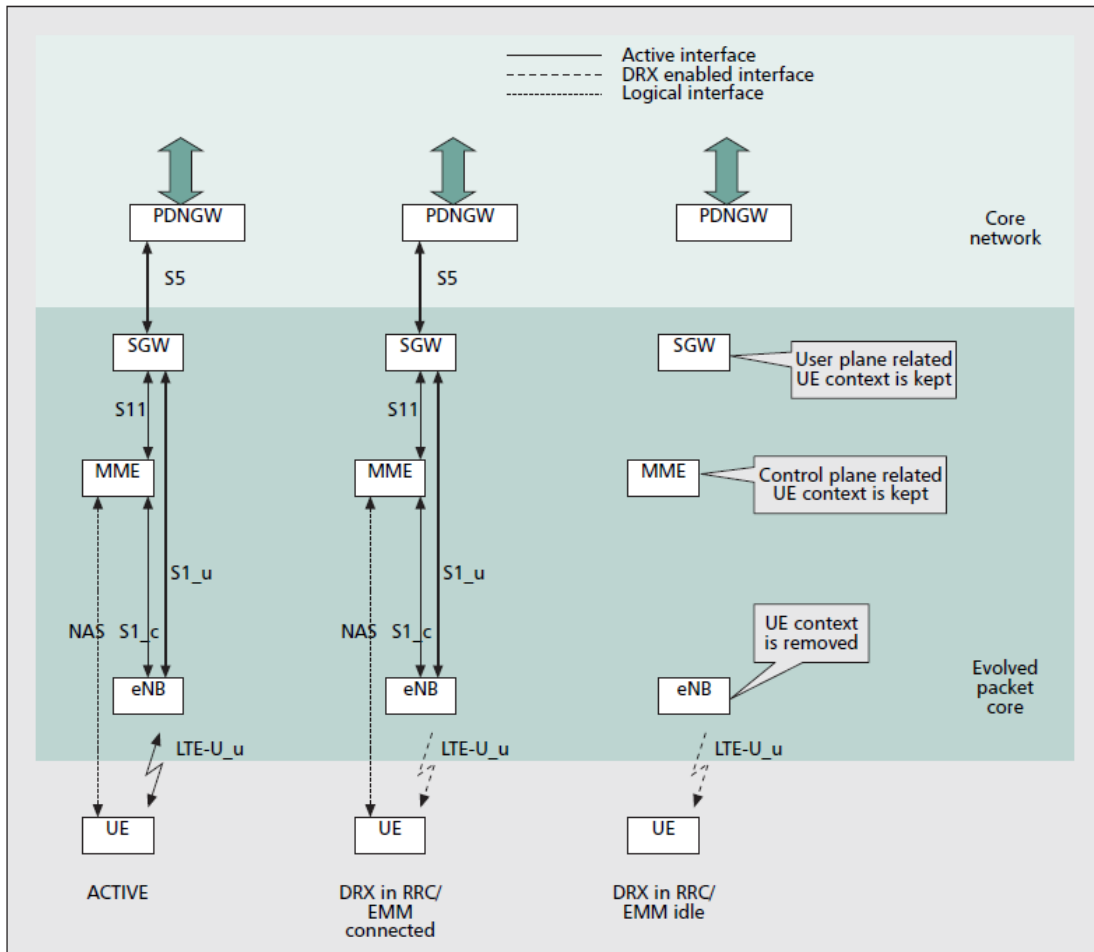 Active interface
DRX enabled interface
Logical interface
PDNGW
PDNGW
PDNGW
Core
network
S5
S5
SGW
SGW
SGW
User plane related
UE context is kept
S11
S11
MME
MME
MME
Control plane related
UE context is kept
S1_u
S1_u
NAS
S1_c
NAS
S1_c
UE context
is removed
eNB
eNB
eNB
Evolved
packet
core
LTE-U_u
LTE-U_u
LTE-U_u
UE
UE
UE
ACTIVE
DRX in RRC/
EMM
connected
DRX in RRC/
EMM idle